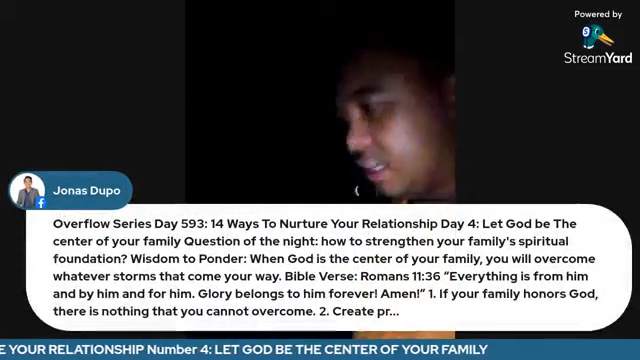 Powered by
StreamYard
Jonas Dupo
Overflow Series Day 593: 14 Ways To Nurture Your Relationship Day 4: Let God be The
center of your family Question of the night: how to strengthen your family's spiritual
foundation? Wisdom to Ponder: When God is the center of your family, you will overcome
whatever storms that come your way. Bible Verse: Romans 11:36 “Everything is from him
and by him and for him. Glory belongs to him forever! Amen!” 1. If your family honors God,
there is nothing that you cannot overcome. 2. Create pr...
E YOUR RELATIONSHIP Number 4: LET GOD BE THE CENTER OF YOUR FAMILY